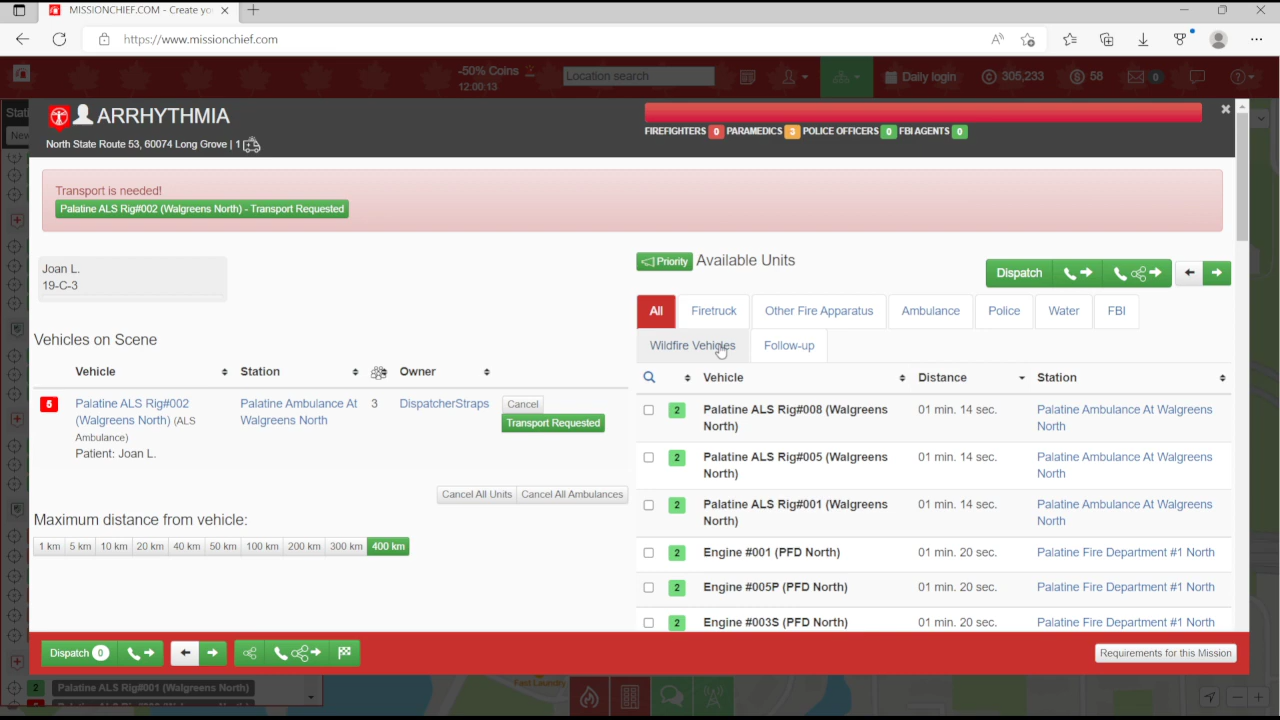 MISSIONCHIEF.COM - Create yo
https://www.missionchief.com
-50% Coins
12:00:13
Location search
Daily login
305,233
58
0
ARRHYTHMIA
North State Route 53, 60074 Long Grove | 1
FIREFIGHTERS 0 PARAMEDICS 3 POLICE OFFICERS 0 FBI AGENTS 0
Transport is needed!
Palatine ALS Rig#002 (Walgreens North) - Transport Requested
Joan L.
19-C-3
Vehicles on Scene
Vehicle Station Owner
5 Palatine ALS Rig#002 (Walgreens North) (ALS Ambulance)
Patient: Joan L.
Palatine Ambulance At Walgreens North
3
DispatcherStraps
Cancel
Transport Requested
Cancel All Units Cancel All Ambulances
Maximum distance from vehicle:
1 km 5 km 10 km 20 km 40 km 50 km 100 km 200 km 300 km 400 km
Priority Available Units
Dispatch
All Firetruck Other Fire Apparatus Ambulance Police Water FBI
Wildfire Vehicles Follow-up
Vehicle Distance Station
2 Palatine ALS Rig#008 (Walgreens North) 01 min. 14 sec. Palatine Ambulance At Walgreens North
2 Palatine ALS Rig#005 (Walgreens North) 01 min. 14 sec. Palatine Ambulance At Walgreens North
2 Palatine ALS Rig#001 (Walgreens North) 01 min. 14 sec. Palatine Ambulance At Walgreens North
2 Engine #001 (PFD North) 01 min. 20 sec. Palatine Fire Department #1 North
2 Engine #005P (PFD North) 01 min. 20 sec. Palatine Fire Department #1 North
2 Engine #003S (PFD North) 01 min. 20 sec. Palatine Fire Department #1 North
Dispatch 0
Requirements for this Mission
2 Palatine ALS Rig#001 (Walgreens North)
Fast Laundry